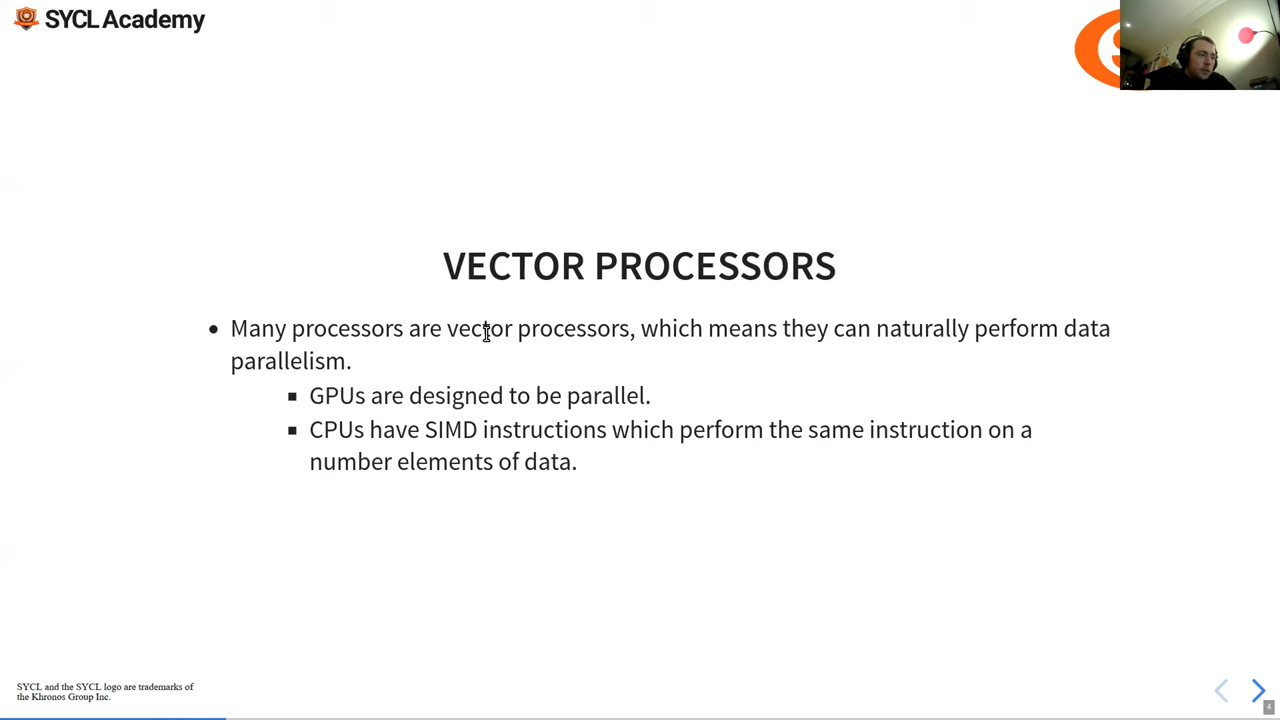 SYCL Academy
VECTOR PROCESSORS
• Many processors are vector processors, which means they can naturally perform data
parallelism.
▪ GPUs are designed to be parallel.
▪ CPUs have SIMD instructions which perform the same instruction on a
number elements of data.
SYCL and the SYCL logo are trademarks of
the Khronos Group Inc.
4